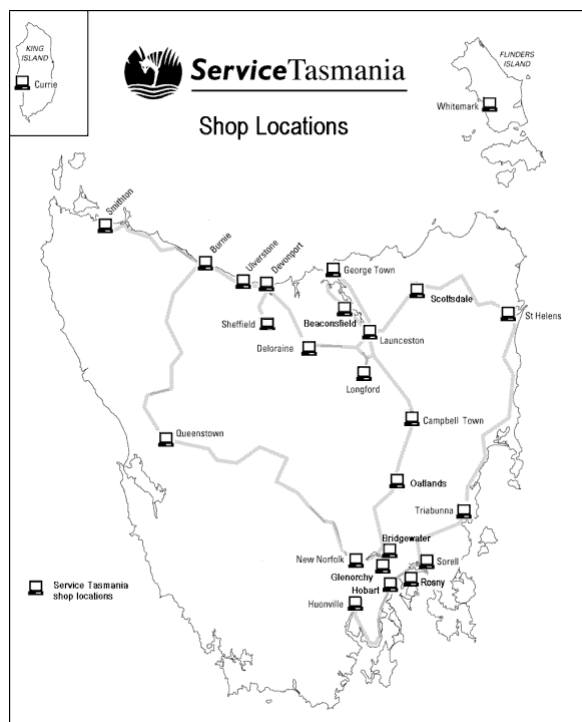 KING
ISLAND
Currie
ServiceTasmania
Shop Locations
FLINDERS
ISLAND
Whitemark
Smithton
Burnie
Ulverstone
Devonport
George Town
Scottsdale
St Helens
Sheffield
Beaconsfield
Launceston
Deloraine
Longford
Campbell Town
Queenstown
Oatlands
Triabunna
Bridgewater
New Norfolk
Sorell
Glenorchy
Rosny
Hobart
Huonville
Service Tasmania
shop locations